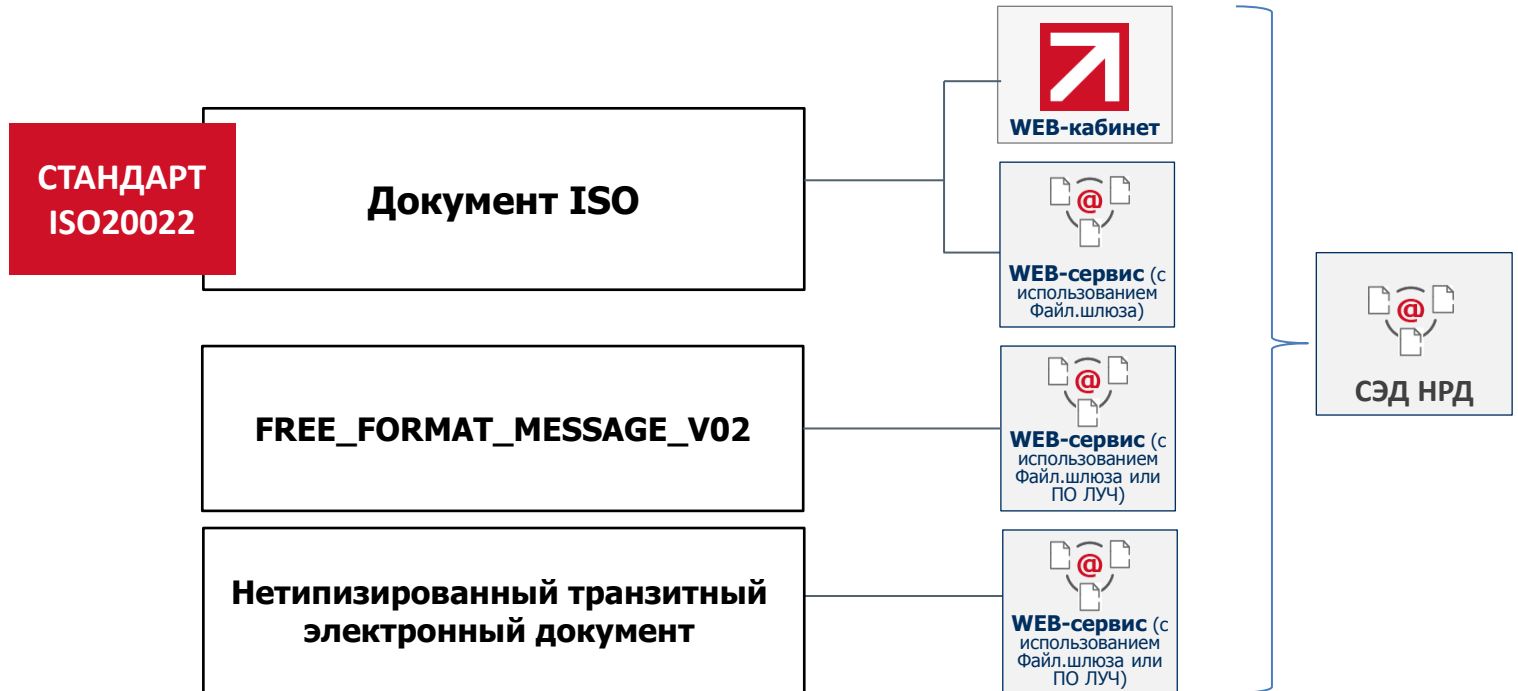 СТАНДАРТ
ISO20022
Документ ISO
WEB-кабинет
@
WEB-сервис (с
использованием
Файл.шлюза)
FREE_FORMAT_MESSAGE_V02
@
WEB-сервис (с
использованием
Файл.шлюза или
ПО ЛУЧ)
Нетипизированный транзитный
электронный документ
@
WEB-сервис (с
использованием
Файл.шлюза или
ПО ЛУЧ)
@
СЭД НРД